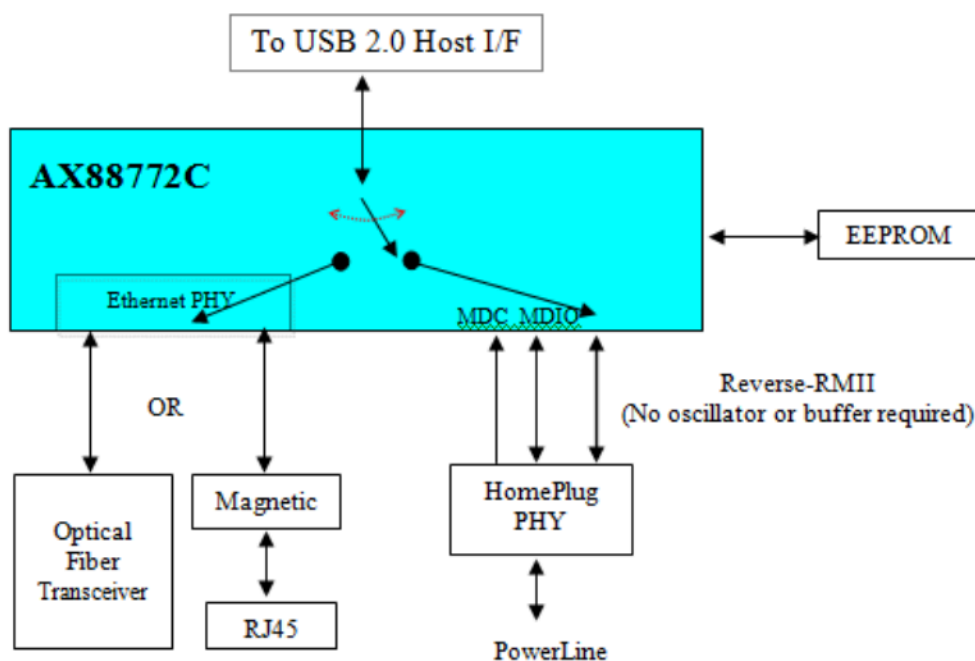 To USB 2.0 Host I/F
AX88772C
EEPROM
Ethernet PHY
MDC MDIO
OR
Reverse-RMII
(No oscillator or buffer required)
Optical
Fiber
Transceiver
Magnetic
HomePlug
PHY
RJ45
PowerLine